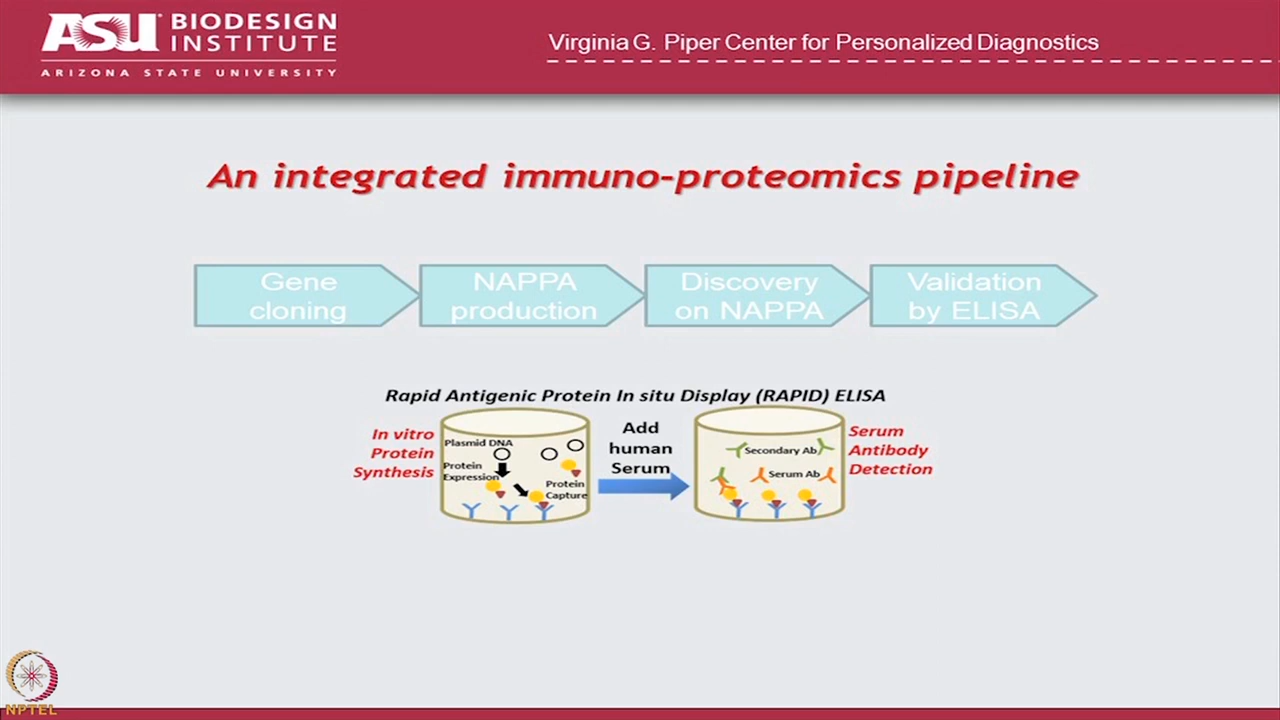 ASU BIODESIGN INSTITUTE
ARIZONA STATE UNIVERSITY
Virginia G. Piper Center for Personalized Diagnostics
An integrated immuno-proteomics pipeline
Gene
cloning
NAPPA
production
Discovery
on NAPPA
Validation
by ELISA
Rapid Antigenic Protein In situ Display (RAPID) ELISA
In vitro
Protein
Synthesis
Plasmid DNA
Protein
Expression
Protein
Capture
Add
human
Serum
Secondary Ab
Serum Ab
Serum
Antibody
Detection
NPTEL